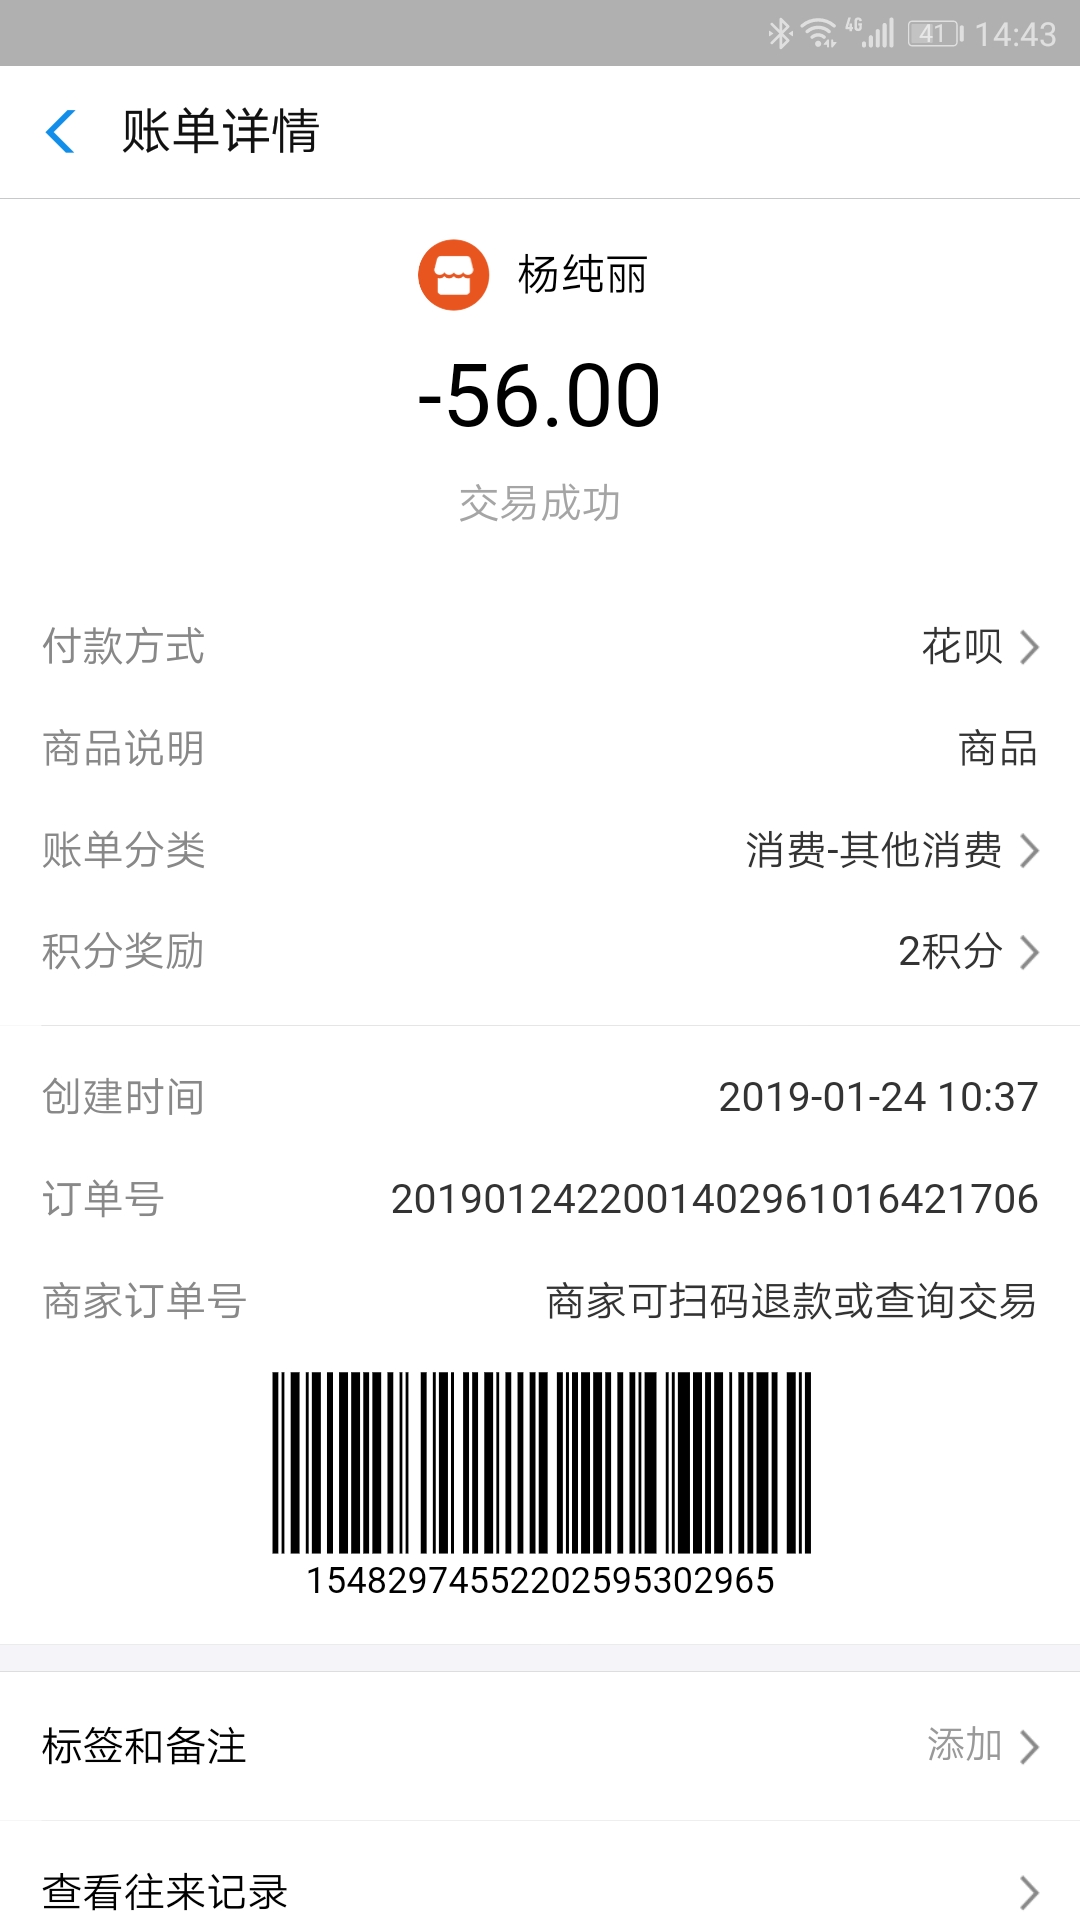 4G 41 14:43
账单详情
杨纯丽
-56.00
交易成功
付款方式 花呗
商品说明 商品
账单分类 消费-其他消费
积分奖励 2积分
创建时间 2019-01-24 10:37
订单号 2019012422001402961016421706
商家订单号 商家可扫码退款或查询交易
15482974552202595302965
标签和备注 添加
查看往来记录